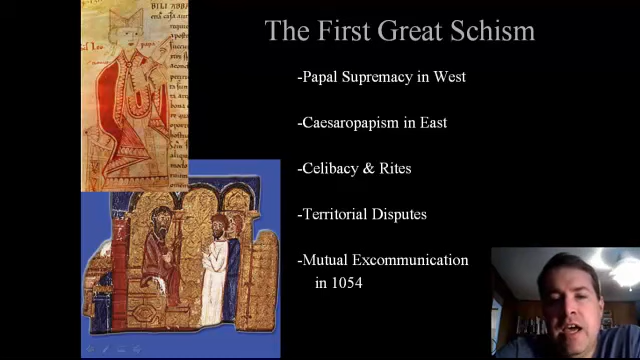 The First Great Schism
-Papal Supremacy in West
-Caesaropapism in East
-Celibacy & Rites
-Territorial Disputes
-Mutual Excommunication
in 1054